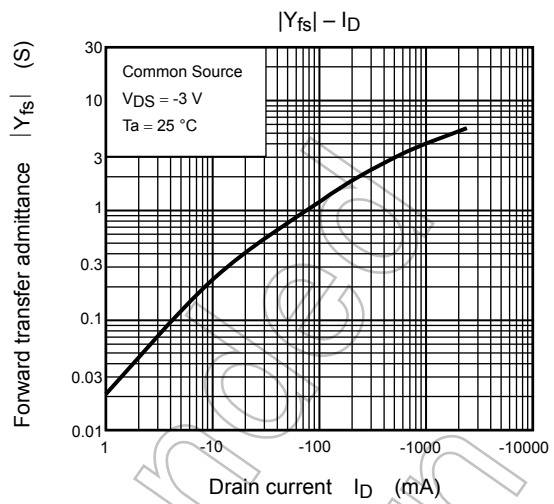 |Yfs| – ID
Common Source
VDS = -3 V
Ta = 25 °C
Forward transfer admittance |Yfs| (S)
30
10
3
1
0.3
0.1
0.03
0.01
1
-10
-100
-1000
-10000
Drain current ID (mA)